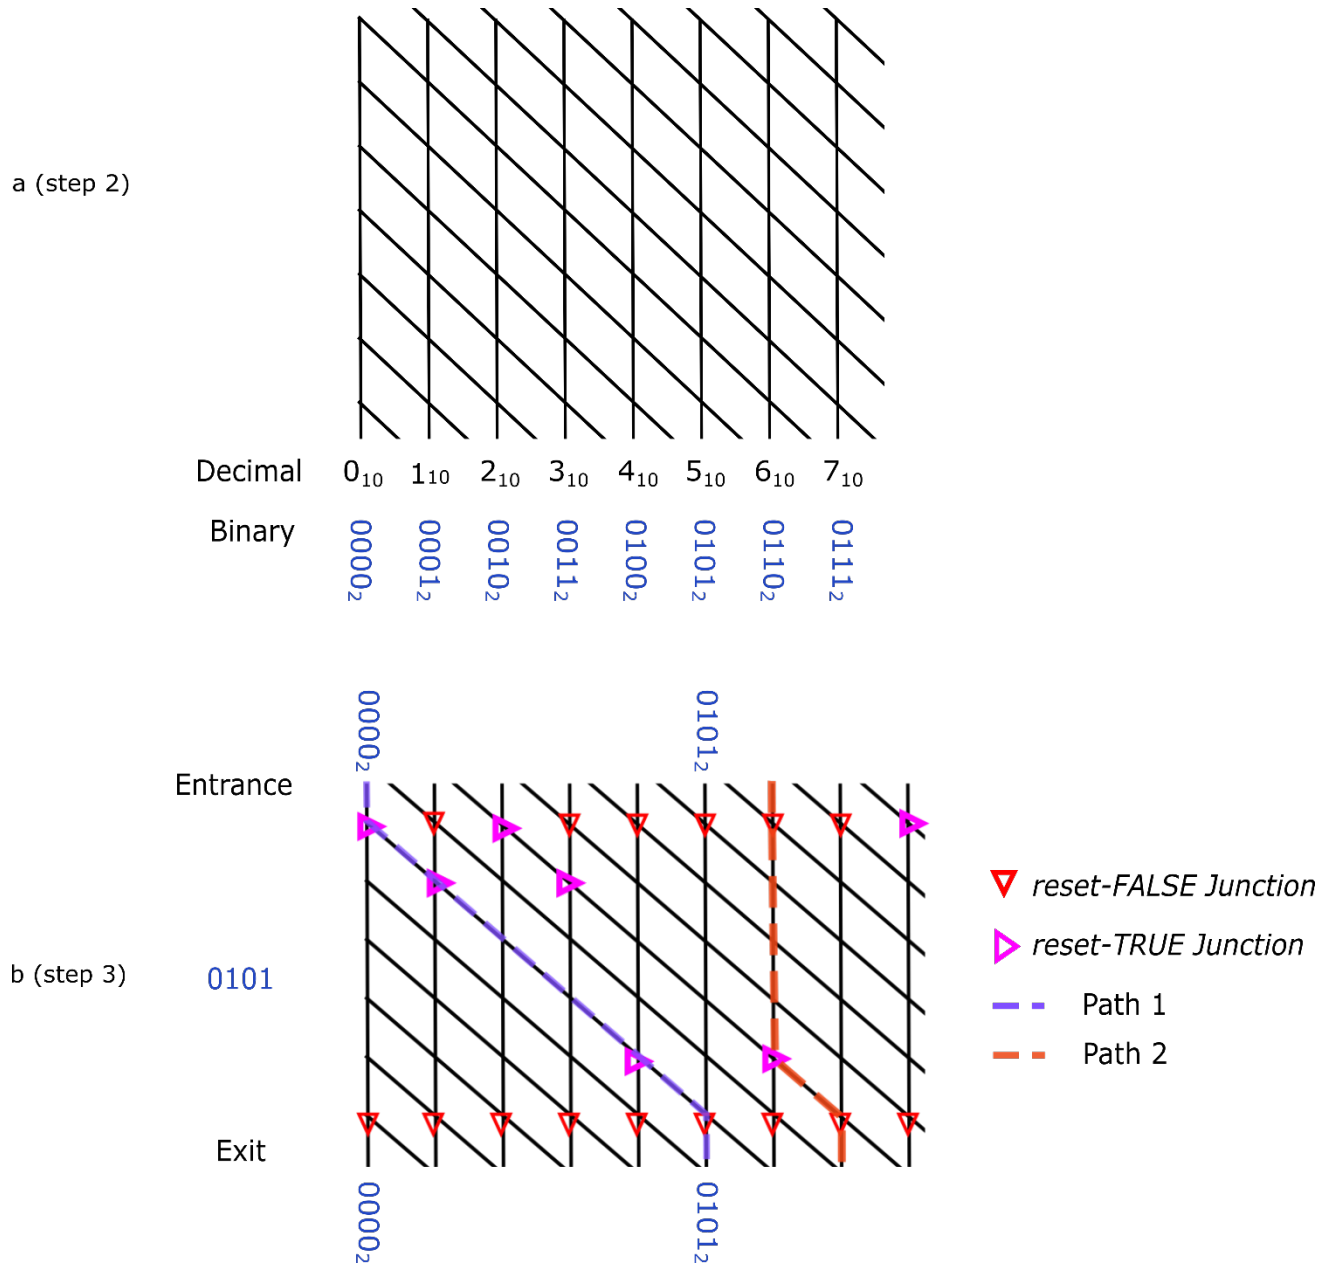 a (step 2)
Decimal 0₁₀ 1₁₀ 2₁₀ 3₁₀ 4₁₀ 5₁₀ 6₁₀ 7₁₀
Binary 0000₂ 0001₂ 0010₂ 0011₂ 0100₂ 0101₂ 0110₂ 0111₂
0000₂ 0101₂
Entrance
reset-FALSE Junction
reset-TRUE Junction
b (step 3) 0101
Path 1
Path 2
Exit
0000₂ 0101₂